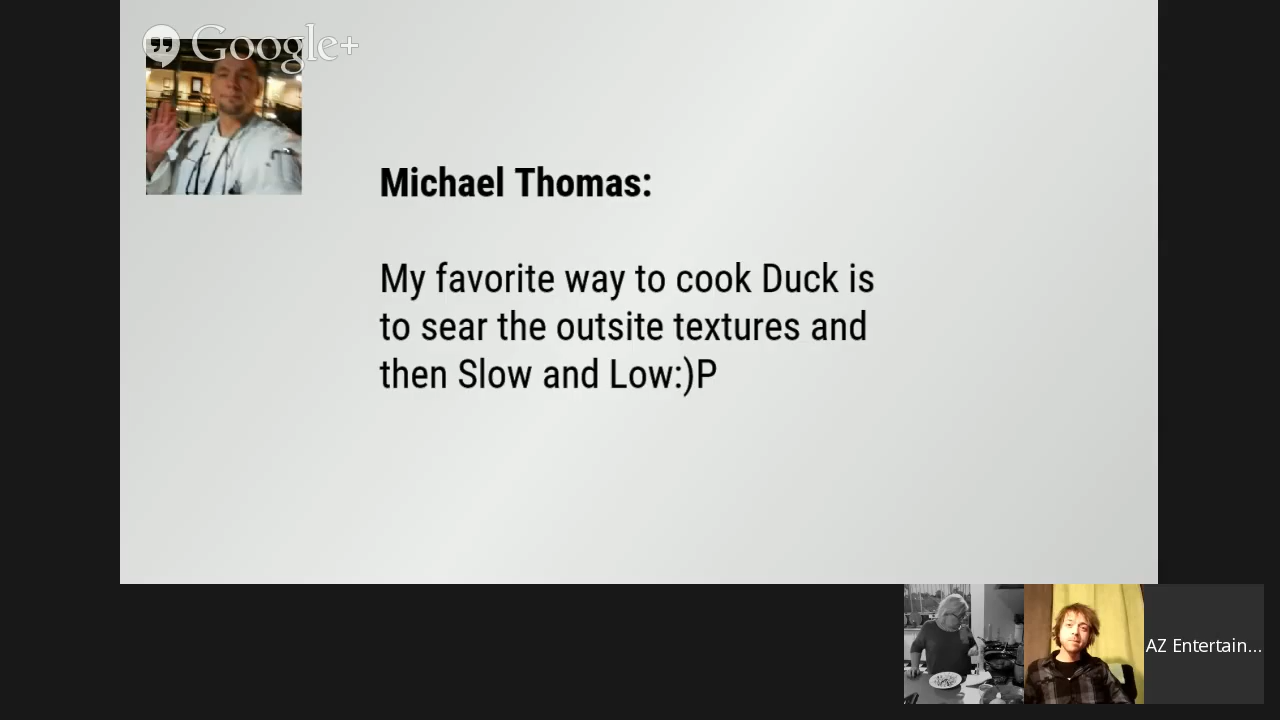 Google+
Michael Thomas:
My favorite way to cook Duck is
to sear the outsite textures and
then Slow and Low:)P
AZ Entertain...